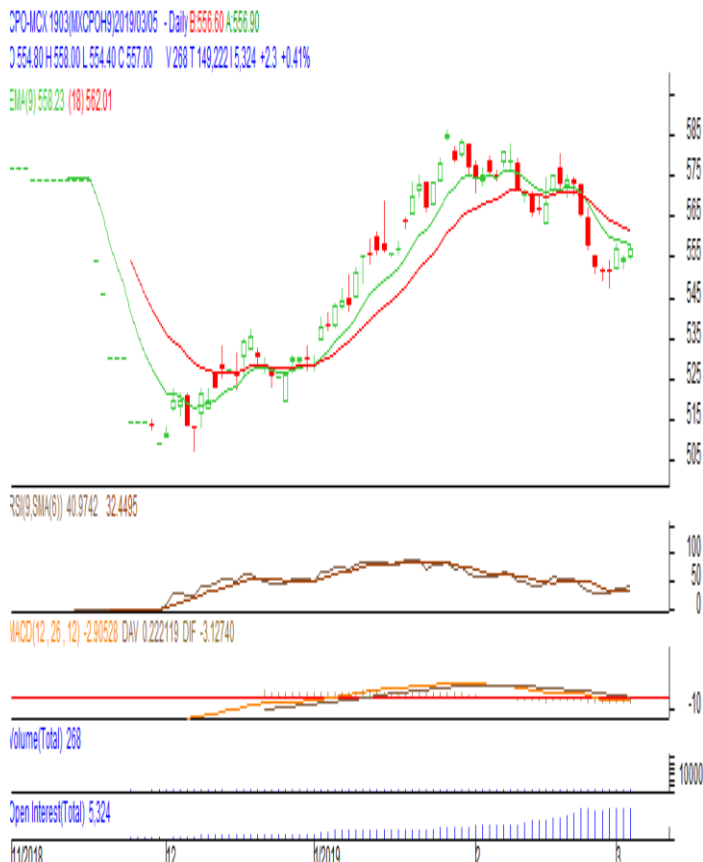 CPO-MCX 1903(MXCPOH9)2019/03/05 - Daily B:556.60 A:556.90
O 554.80 H 558.00 L 554.40 C 557.00 V 268 T 149,222 I 5,324 +2.3 +0.41%
EMA(9) 558.23 (18) 562.01
585
575
565
555
545
535
525
515
505
RSI(9,SMA(6)) 40.9742 32.4495
100
50
0
MACD(12 , 26 , 12) -2.90528 DAV 0.222119 DIF -3.12740
-10
Volume(Total) 268
10000
Open Interest(Total) 5,324
11/2018 12 1/2019 2 3